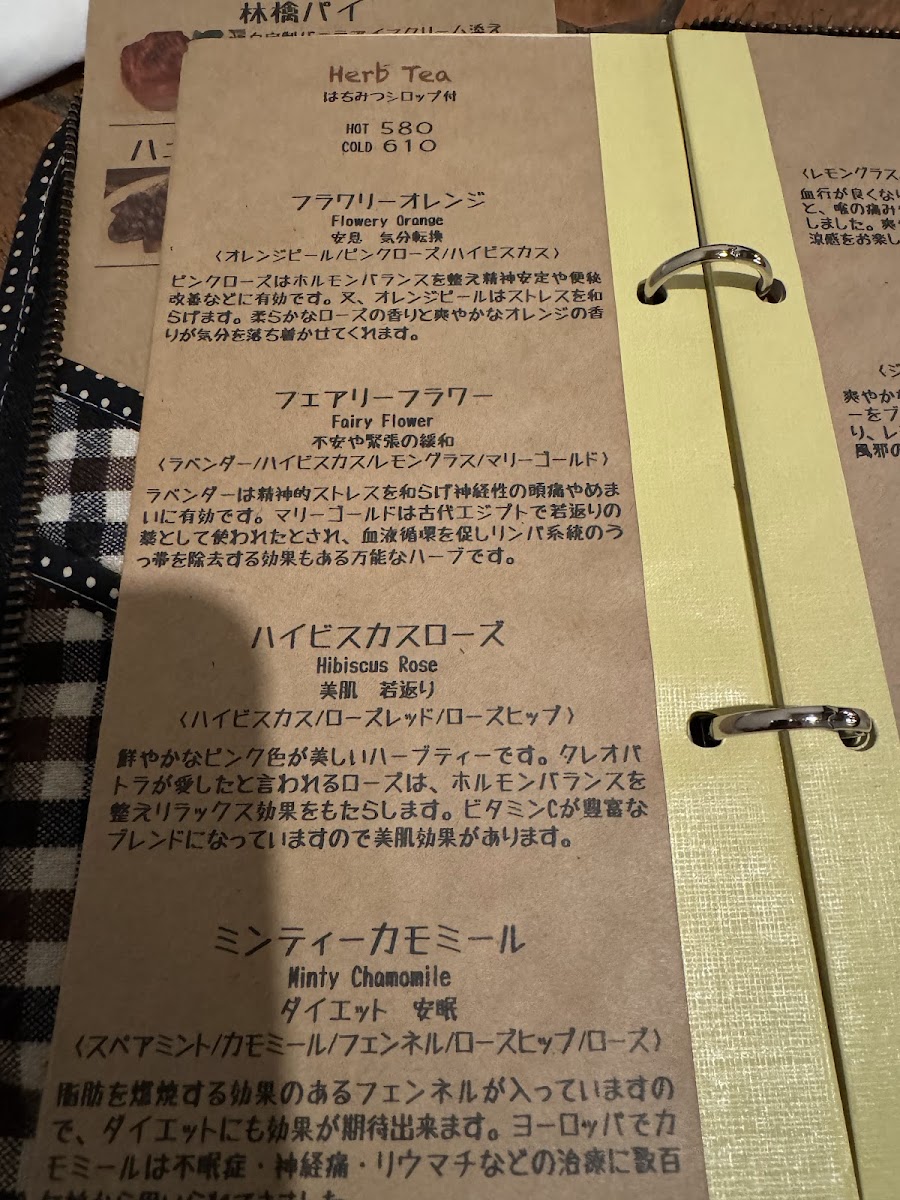 林檎パイ
Herb Tea
はちみつシロップ付
HOT 580
COLD 610
フラワリーオレンジ
Flowery Orange
安息　気分転換
〈オレンジピール/ピンクローズ/ハイビスカス〉
ピンクローズはホルモンバランスを整え精神安定や便秘
改善などに有効です。又、オレンジピールはストレスを和
らげます。柔らかなローズの香りと爽やかなオレンジの香
りが気分を落ち着かせてくれます。
フェアリーフラワー
Fairy Flower
不安や緊張の緩和
〈ラベンダー/ハイビスカス/レモングラス/マリーゴールド〉
ラベンダーは精神的ストレスを和らげ神経性の頭痛やめま
いに有効です。マリーゴールドは古代エジプトで若返りの
薬として使われたとされ、血液循環を促しリンパ系統のう
っ帯を除去する効果もある万能なハーブです。
ハイビスカスローズ
Hibiscus Rose
美肌　若返り
〈ハイビスカス/ローズレッド/ローズヒップ〉
鮮やかなピンク色が美しいハーブティーです。クレオパ
トラが愛したと言われるローズは、ホルモンバランスを
整えリラックス効果をもたらします。ビタミンCが豊富な
ブレンドになっていますので美肌効果があります。
ミンティーカモミール
Minty Chamomile
ダイエット　安眠
〈スペアミント/カモミール/フェンネル/ローズヒップ/ローズ〉
脂肪を燃焼する効果のあるフェンネルが入っていますの
で、ダイエットにも効果が期待出来ます。ヨーロッパでカ
モミールは不眠症・神経痛・リウマチなどの治療に数百
〈レモングラス
血行が良くな
と、喉の痛み
しました。爽
涼感をお楽し
〈ジ
爽やかな
ーをブ
り、レ
風邪の